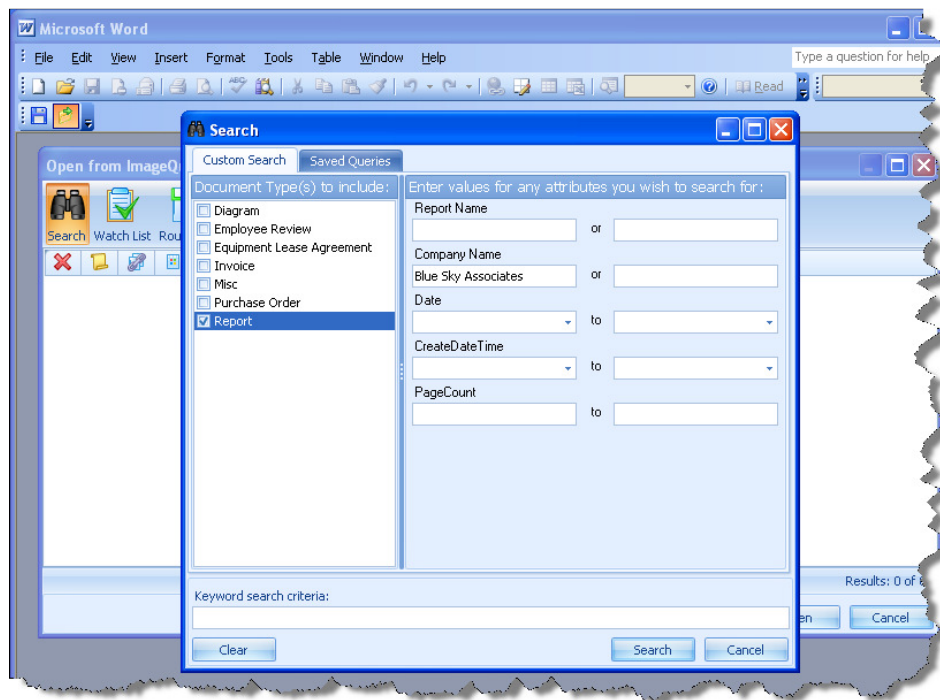 Microsoft Word
File Edit View Insert Format Tools Table Window Help
Type a question for help
Read
Search
Custom Search Saved Queries
Open from ImageQ
Document Type(s) to include:
Enter values for any attributes you wish to search for:
Diagram
Employee Review
Equipment Lease Agreement
Invoice
Misc
Purchase Order
Report
Report Name
or
Company Name
Blue Sky Associates or
Date
to
CreateDateTime
to
PageCount
to
Search Watch List Rou
Results: 0 of
Keyword search criteria:
en Cancel
Clear Search Cancel